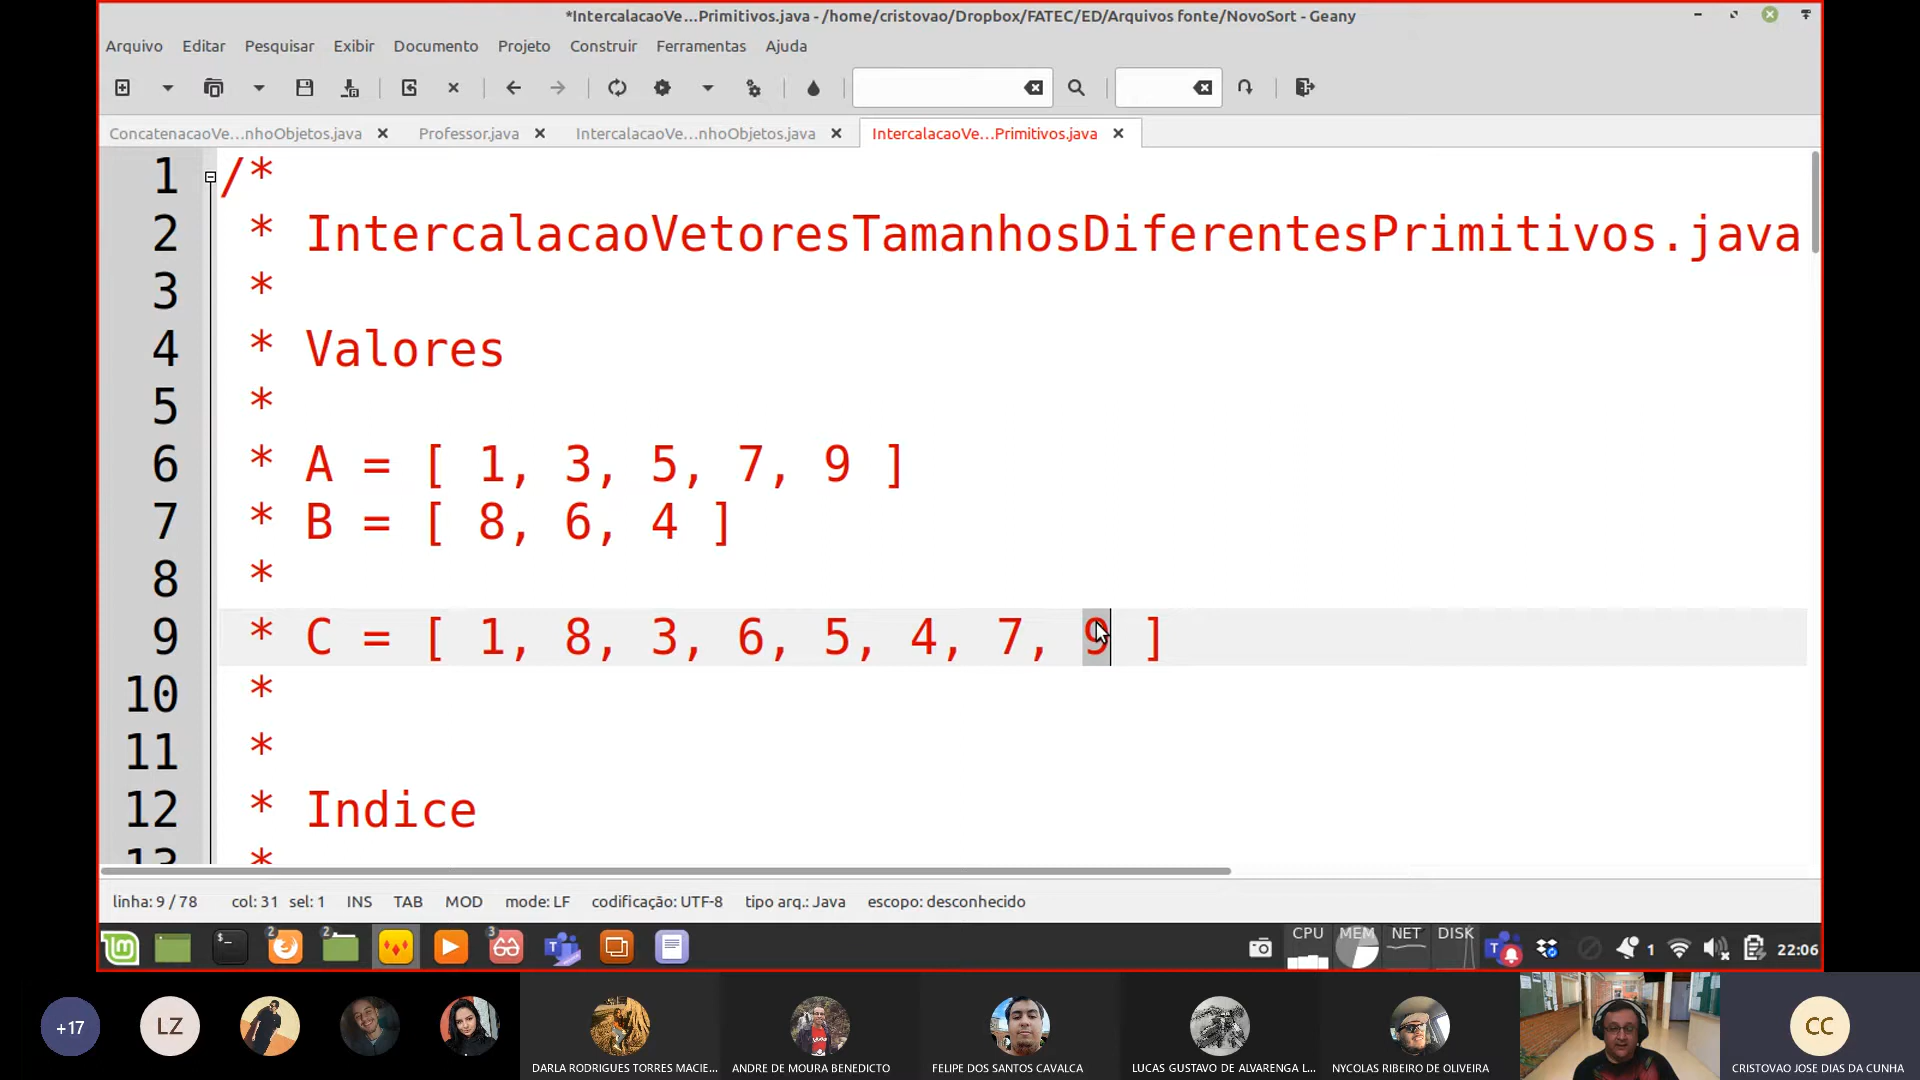 *IntercalacaoVe...Primitivos.java - /home/cristovao/Dropbox/FATEC/ED/Arquivos fonte/NovoSort - Geany
Arquivo Editar Pesquisar Exibir Documento Projeto Construir Ferramentas Ajuda
ConcatenacaoVe...nhoObjetos.java Professor.java IntercalacaoVe...nhoObjetos.java IntercalacaoVe...Primitivos.java
1 /*
2 * IntercalacaoVetoresTamanhosDiferentesPrimitivos.java
3 *
4 * Valores
5 *
6 * A = [ 1, 3, 5, 7, 9 ]
7 * B = [ 8, 6, 4 ]
8 *
9 * C = [ 1, 8, 3, 6, 5, 4, 7, 9 ]
10 *
11 *
12 * Indice
13 *
linha: 9 / 78 col: 31 sel: 1 INS TAB MOD mode: LF codificação: UTF-8 tipo arq.: Java escopo: desconhecido
2 2 3 CPU MEM NET DISK 1 22:06
+17 LZ CC
DARLA RODRIGUES TORRES MACIE... ANDRE DE MOURA BENEDICTO FELIPE DOS SANTOS CAVALCA LUCAS GUSTAVO DE ALVARENGA L... NYCOLAS RIBEIRO DE OLIVEIRA CRISTOVAO JOSE DIAS DA CUNHA